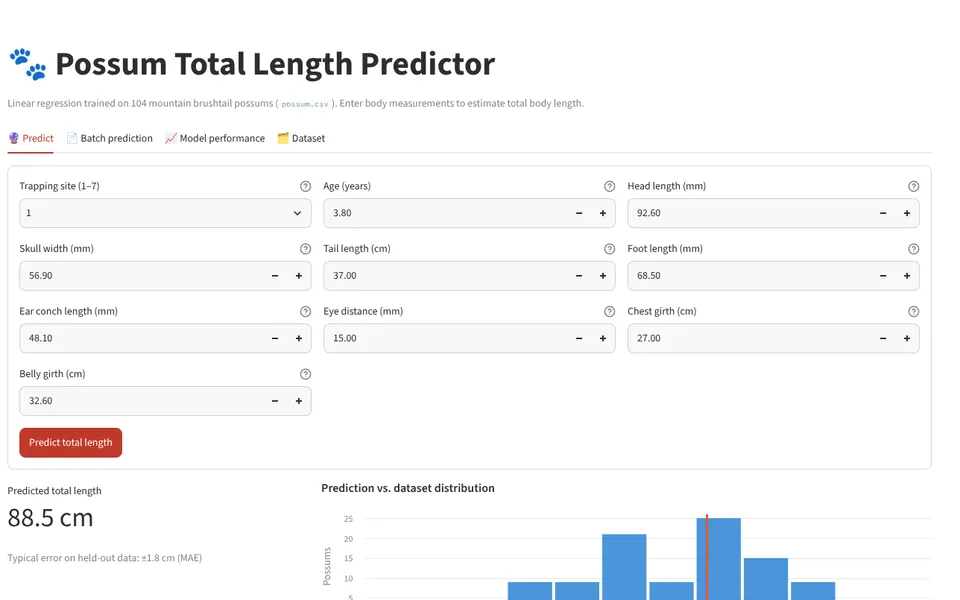 Possum Total Length Predictor
Linear regression trained on 104 mountain brushtail possums ( possum.csv ). Enter body measurements to estimate total body length.
Predict Batch prediction Model performance Dataset
Trapping site (1–7) Age (years) Head length (mm)
1 3.80 92.60
Skull width (mm) Tail length (cm) Foot length (mm)
56.90 37.00 68.50
Ear conch length (mm) Eye distance (mm) Chest girth (cm)
48.10 15.00 27.00
Belly girth (cm)
32.60
Predict total length
Predicted total length
88.5 cm
Typical error on held-out data: ±1.8 cm (MAE)
Prediction vs. dataset distribution
Possums
25
20
15
10
5